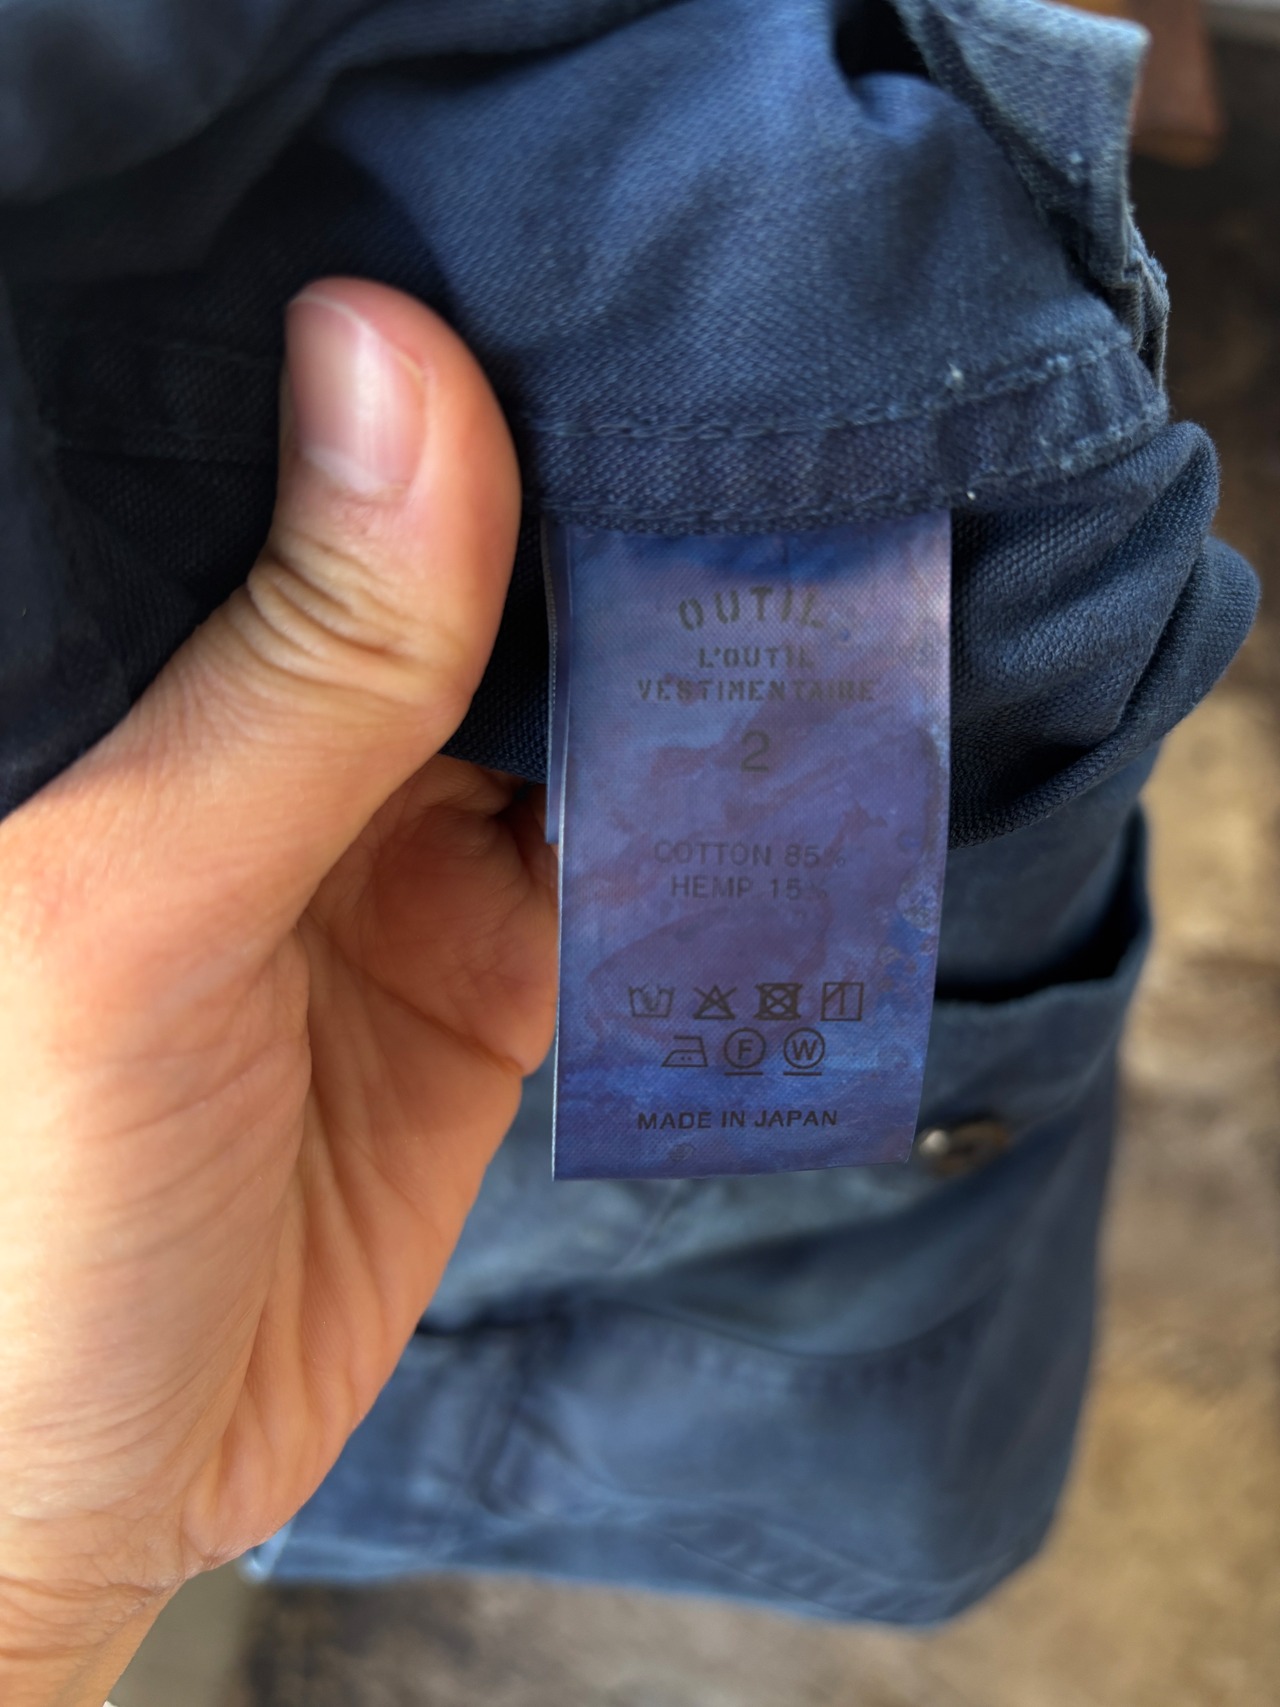 OUTIL
L'OUTIL
VESTIMENTAIRE
2
COTTON 85%
HEMP 15%
F W
MADE IN JAPAN